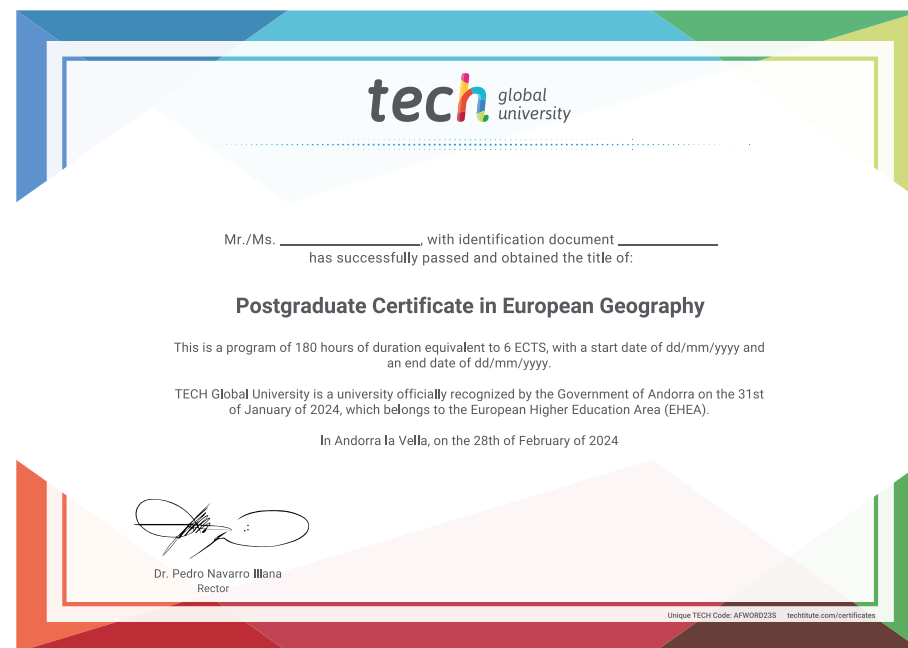 tech global
university
Mr./Ms. ____________, with identification document ____________
has successfully passed and obtained the title of:
Postgraduate Certificate in European Geography
This is a program of 180 hours of duration equivalent to 6 ECTS, with a start date of dd/mm/yyyy and
an end date of dd/mm/yyyy.
TECH Global University is a university officially recognized by the Government of Andorra on the 31st
of January of 2024, which belongs to the European Higher Education Area (EHEA).
In Andorra la Vella, on the 28th of February of 2024
Dr. Pedro Navarro Illana
Rector
Unique TECH Code: AFWORD23S techtitute.com/certificates